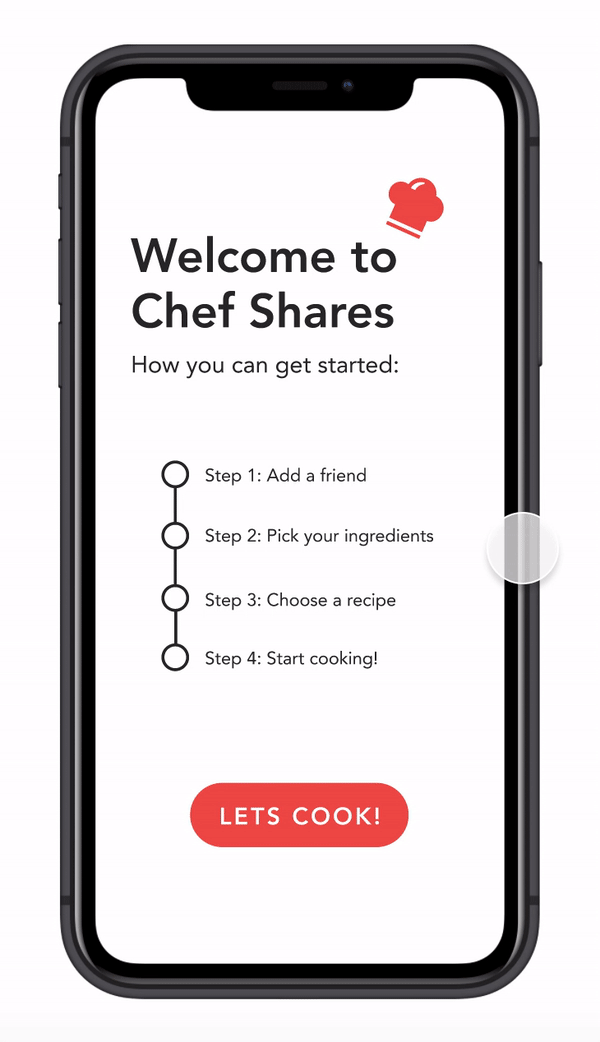 Welcome to
Chef Shares
How you can get started:
Step 1: Add a friend
Step 2: Pick your ingredients
Step 3: Choose a recipe
Step 4: Start cooking!
LETS COOK!